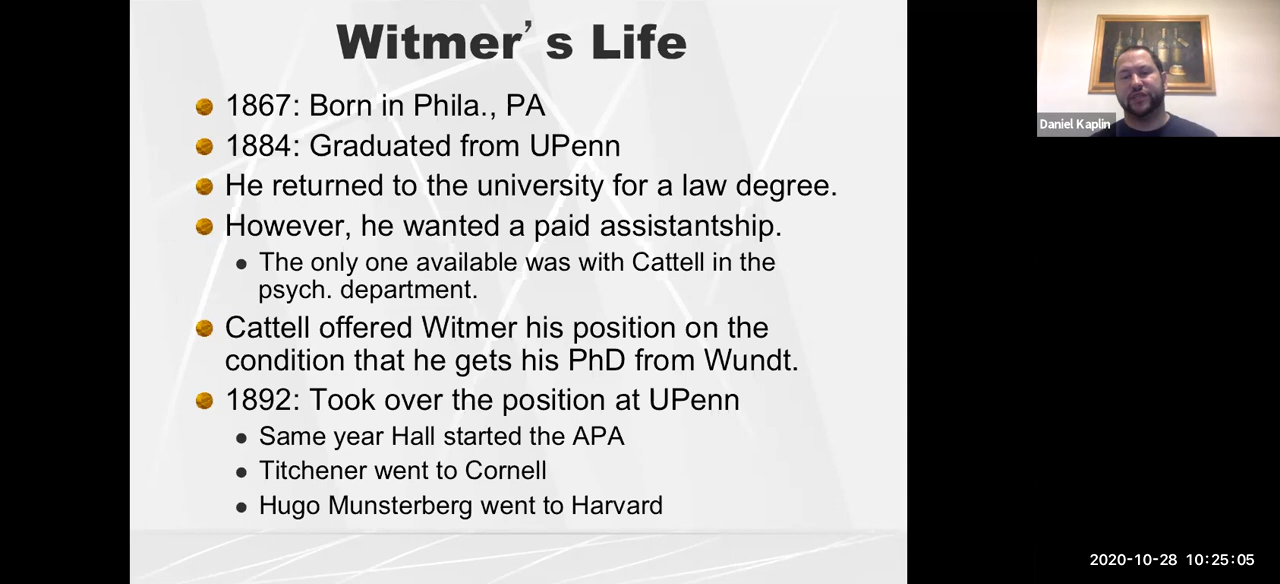 Witmer’s Life
1867: Born in Phila., PA
1884: Graduated from UPenn
He returned to the university for a law degree.
However, he wanted a paid assistantship.
The only one available was with Cattell in the
psych. department.
Cattell offered Witmer his position on the
condition that he gets his PhD from Wundt.
1892: Took over the position at UPenn
Same year Hall started the APA
Titchener went to Cornell
Hugo Munsterberg went to Harvard
Daniel Kaplin
2020-10-28 10:25:05